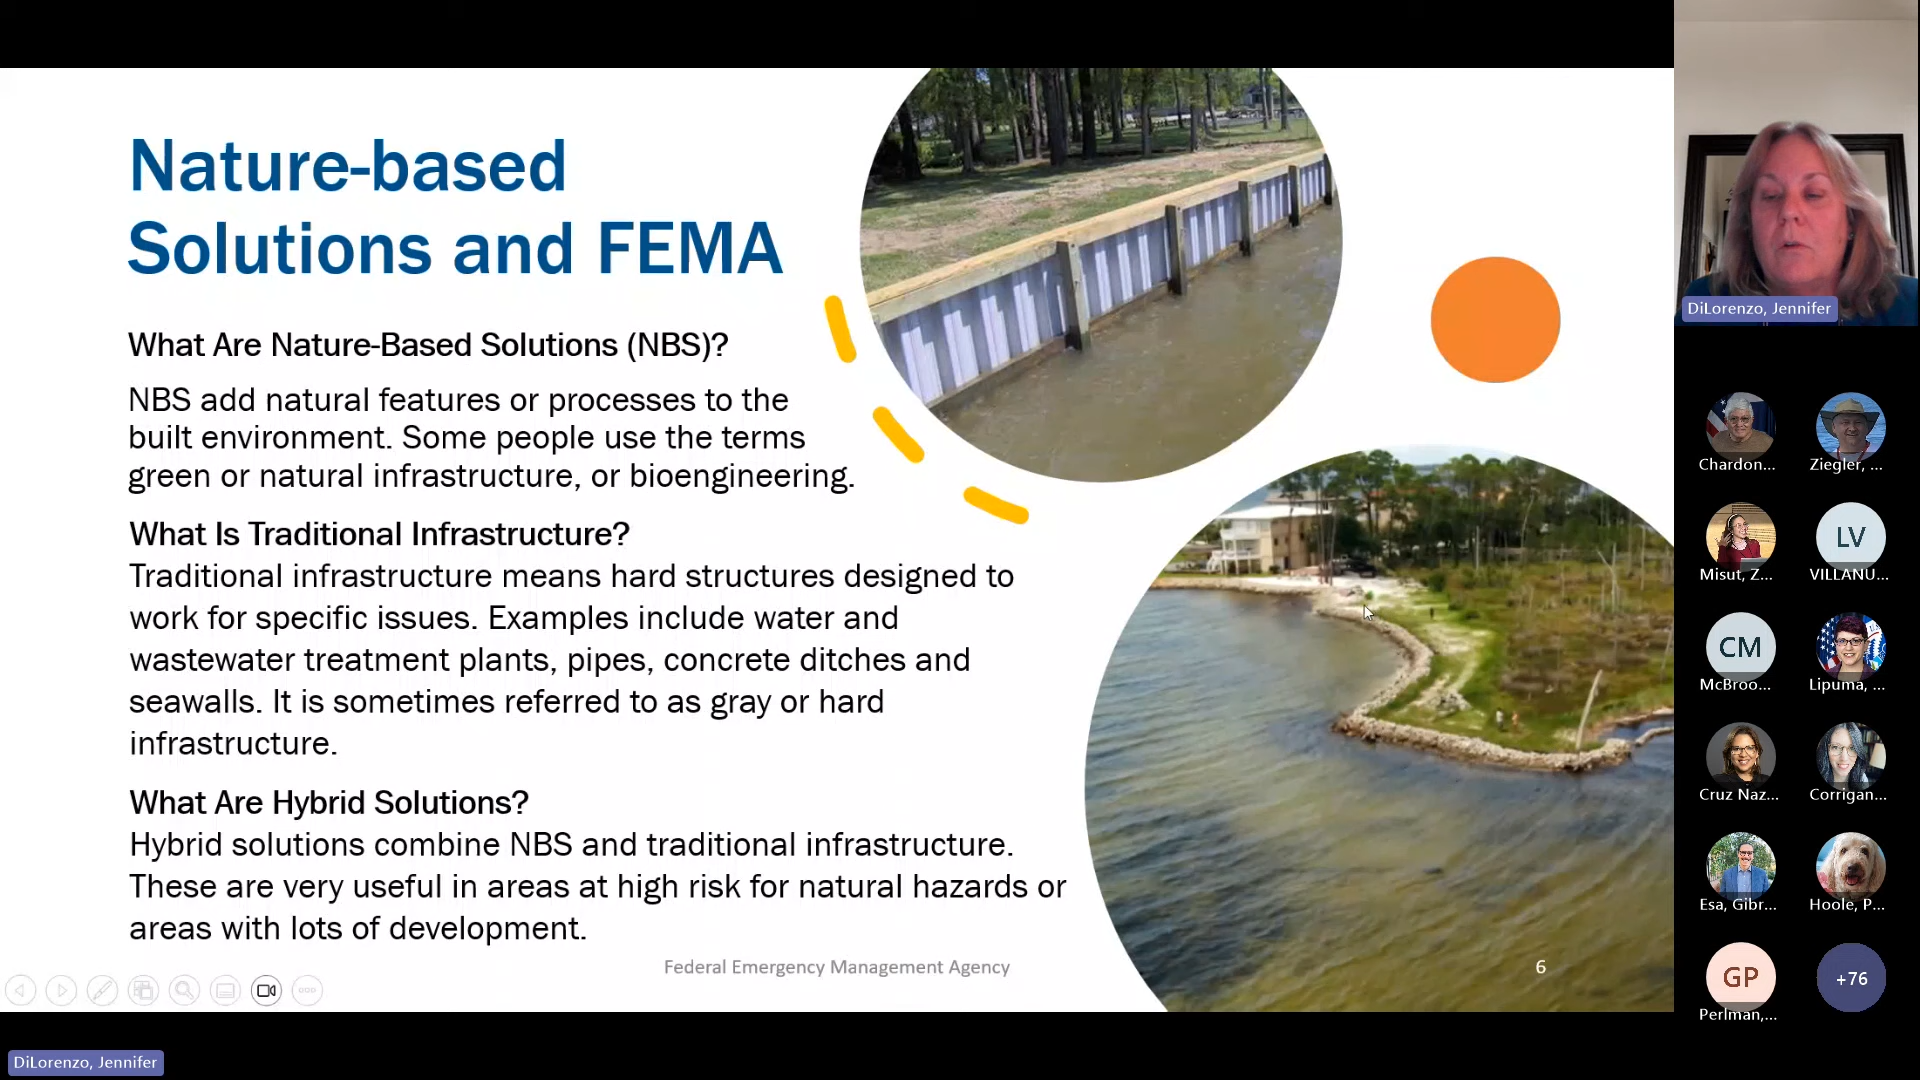 Nature-based
Solutions and FEMA
What Are Nature-Based Solutions (NBS)?
NBS add natural features or processes to the
built environment. Some people use the terms
green or natural infrastructure, or bioengineering.
What Is Traditional Infrastructure?
Traditional infrastructure means hard structures designed to
work for specific issues. Examples include water and
wastewater treatment plants, pipes, concrete ditches and
seawalls. It is sometimes referred to as gray or hard
infrastructure.
What Are Hybrid Solutions?
Hybrid solutions combine NBS and traditional infrastructure.
These are very useful in areas at high risk for natural hazards or
areas with lots of development.
Federal Emergency Management Agency
6
DiLorenzo, Jennifer
DiLorenzo, Jennifer
Chardon...
Ziegler, ...
Misut, Z...
LV
VILLANU...
CM
McBroo...
Lipuma, ...
Cruz Naz...
Corrigan...
Esa, Gibr...
Hoole, P...
GP
Perlman,...
+76